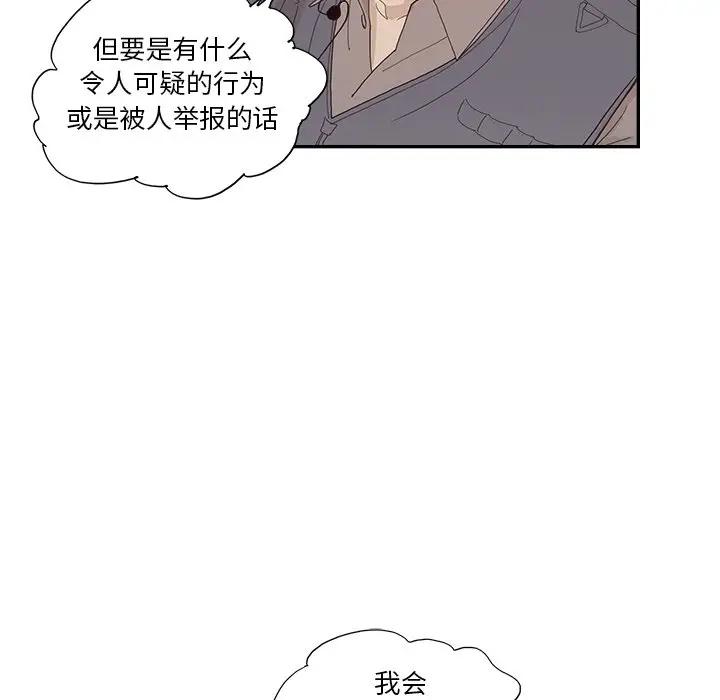 但要是有什么
令人可疑的行为
或是被人举报的话
我会